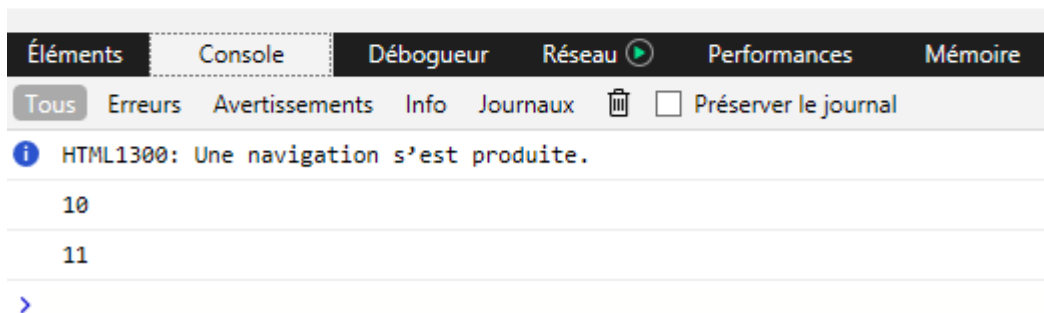 Éléments Console Débogueur Réseau Performances Mémoire
Tous Erreurs Avertissements Info Journaux Préserver le journal
HTML1300: Une navigation s’est produite.
10
11